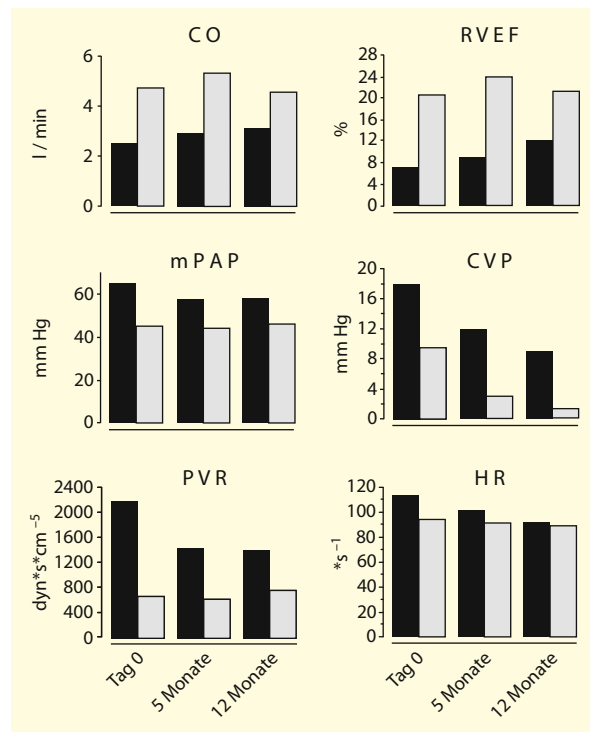 CO
6
4
2
0
l / min
RVEF
28
24
20
16
12
8
4
0
%
mPAP
60
40
20
0
mm Hg
CVP
20
16
12
8
4
0
mm Hg
PVR
2400
2000
1600
1200
800
400
0
dyn*s*cm⁻⁵
Tag 0
5 Monate
12 Monate
HR
120
100
80
60
40
20
0
*s⁻¹
Tag 0
5 Monate
12 Monate